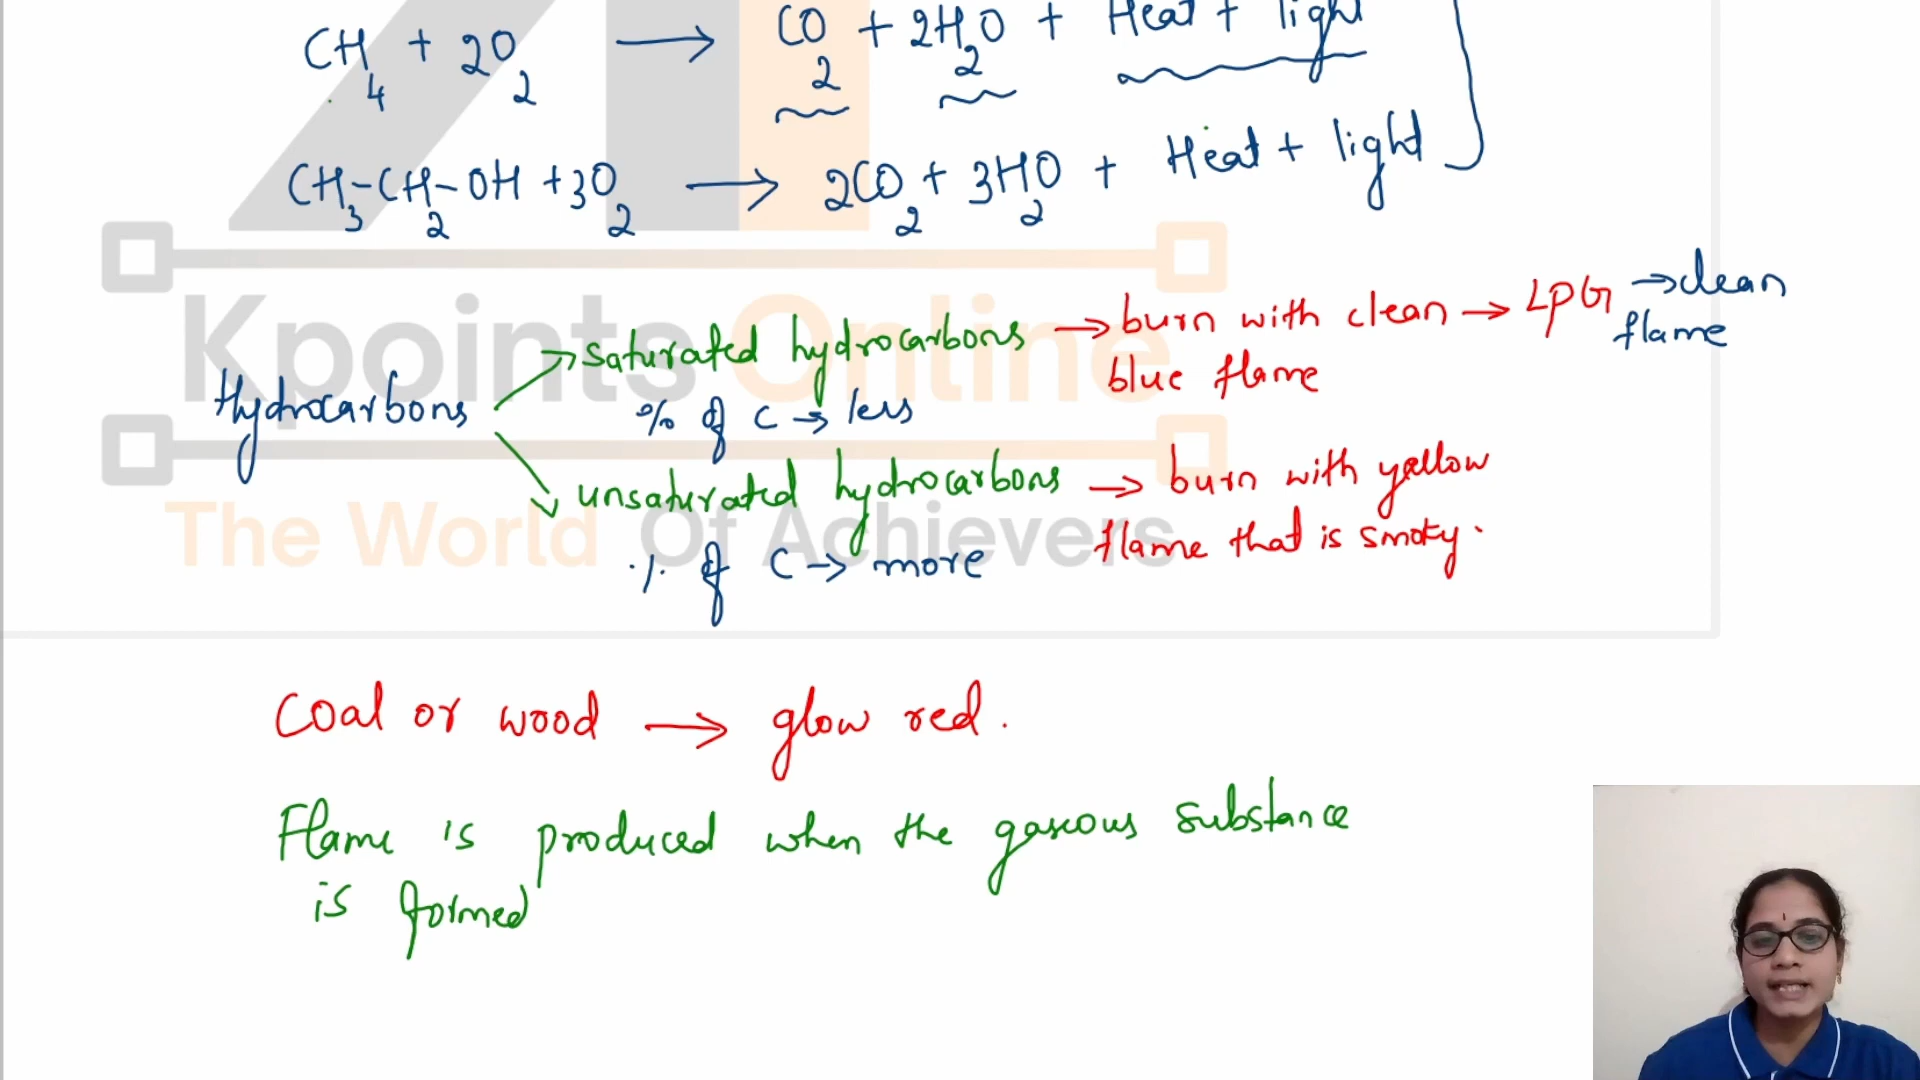 CH4 + 2O2 → CO2 + 2H2O + Heat + light
CH3-CH2-OH + 3O2 → 2CO2 + 3H2O + Heat + light
Kpoints Online
The World Of Achievers
Hydrocarbons
saturated hydrocarbons → burn with clean → LPG → clean
blue flame
flame
% of C → less
unsaturated hydrocarbons → burn with yellow
flame that is smoky.
% of C → more
Coal or wood → glow red.
Flame is produced when the gaseous substance
is formed